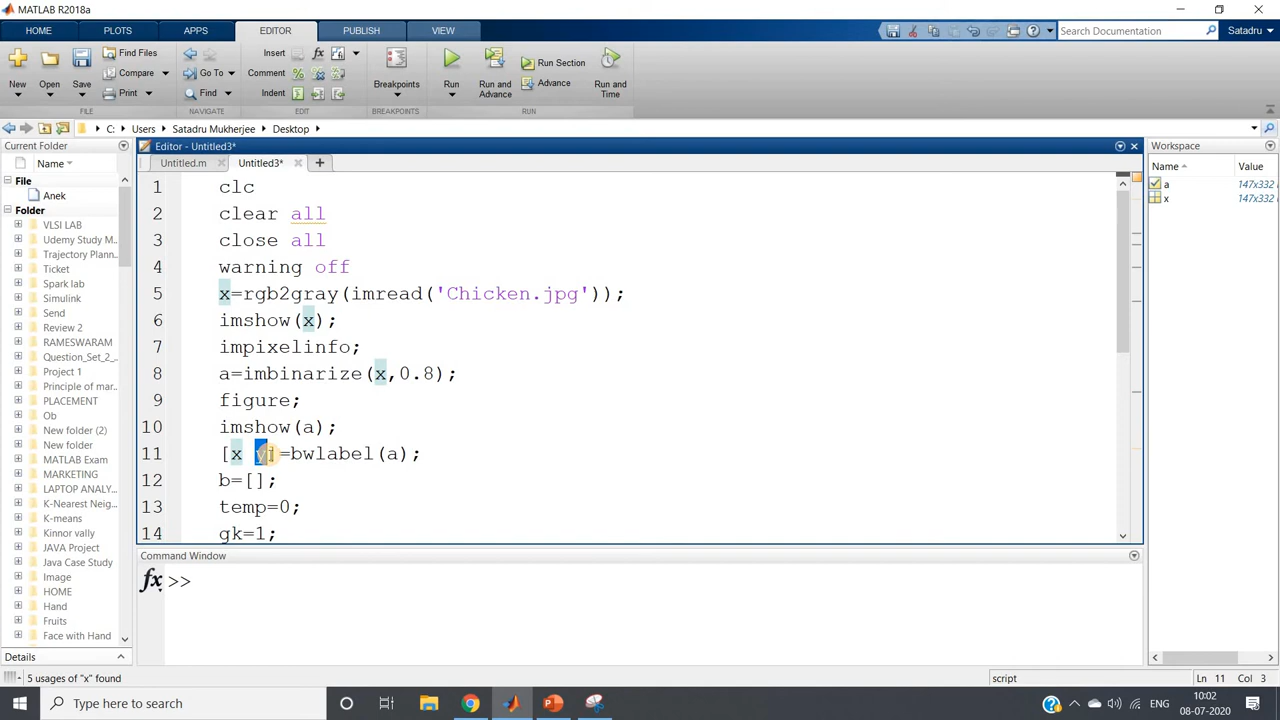 MATLAB R2018a
HOME PLOTS APPS EDITOR PUBLISH VIEW Search Documentation Satadru
New Open Save Find Files Compare Print Go To Find Insert Comment Indent fx Breakpoints Run Run and Advance Run Section Advance Run and Time
FILE NAVIGATE EDIT BREAKPOINTS RUN
C: Users Satadru Mukherjee Desktop
Current Folder
Name
File
Anek
Folder
VLSI LAB
Udemy Study M...
Trajectory Plann...
Ticket
Spark lab
Simulink
Send
Review 2
RAMESWARAM
Question_Set_2_...
Project 1
Principle of mar...
PLACEMENT
Ob
New folder (2)
New folder
MATLAB Exam
MARKETING
LAPTOP ANALY...
K-Nearest Neig...
K-means
Kinnor vally
JAVA Project
Java Case Study
Image
HOME
Hand
Fruits
Face with Hand
Details
Editor - Untitled3*
Untitled.m Untitled3*
1 clc
2 clear all
3 close all
4 warning off
5 x=rgb2gray(imread('Chicken.jpg'));
6 imshow(x);
7 impixelinfo;
8 a=imbinarize(x,0.8);
9 figure;
10 imshow(a);
11 [x y]=bwlabel(a);
12 b=[];
13 temp=0;
14 gk=1;
Command Window
fx >>
Workspace
Name Value
a 147x332
x 147x332
5 usages of "x" found script Ln 11 Col 3
Type here to search
ENG
10:02
08-07-2020